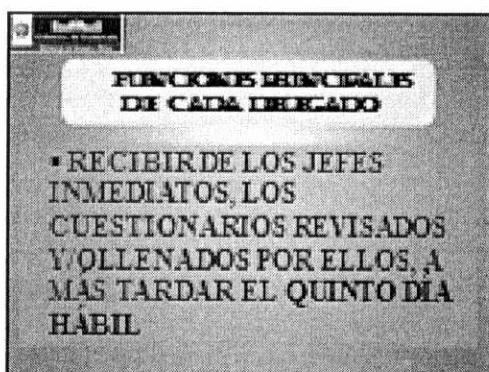 FUNCIONES PRINCIPALES
DE CADA DELEGADO
▪ RECIBIR DE LOS JEFES
INMEDIATOS, LOS
CUESTIONARIOS REVISADOS
Y/O LLENADOS POR ELLOS, A
MÁS TARDAR EL QUINTO DÍA
HÁBIL